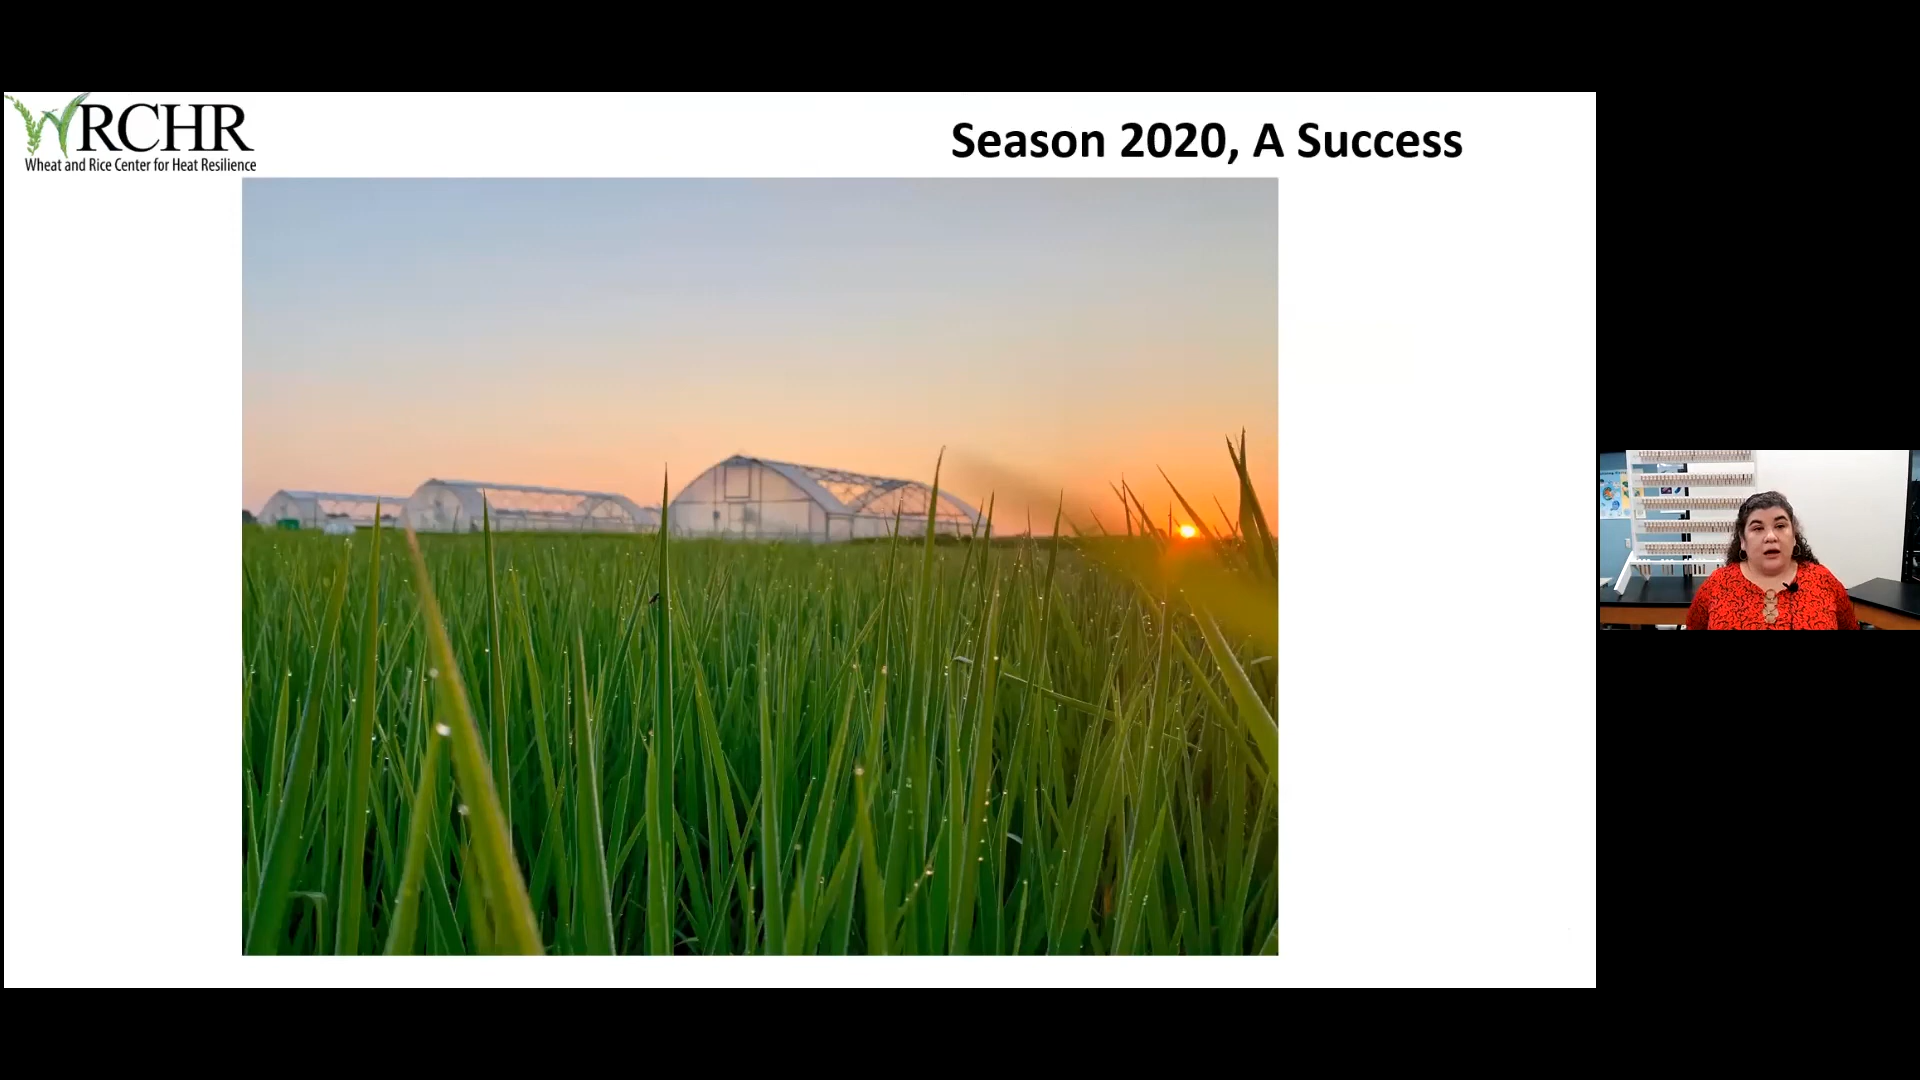 WRCHR
Wheat and Rice Center for Heat Resilience
Season 2020, A Success